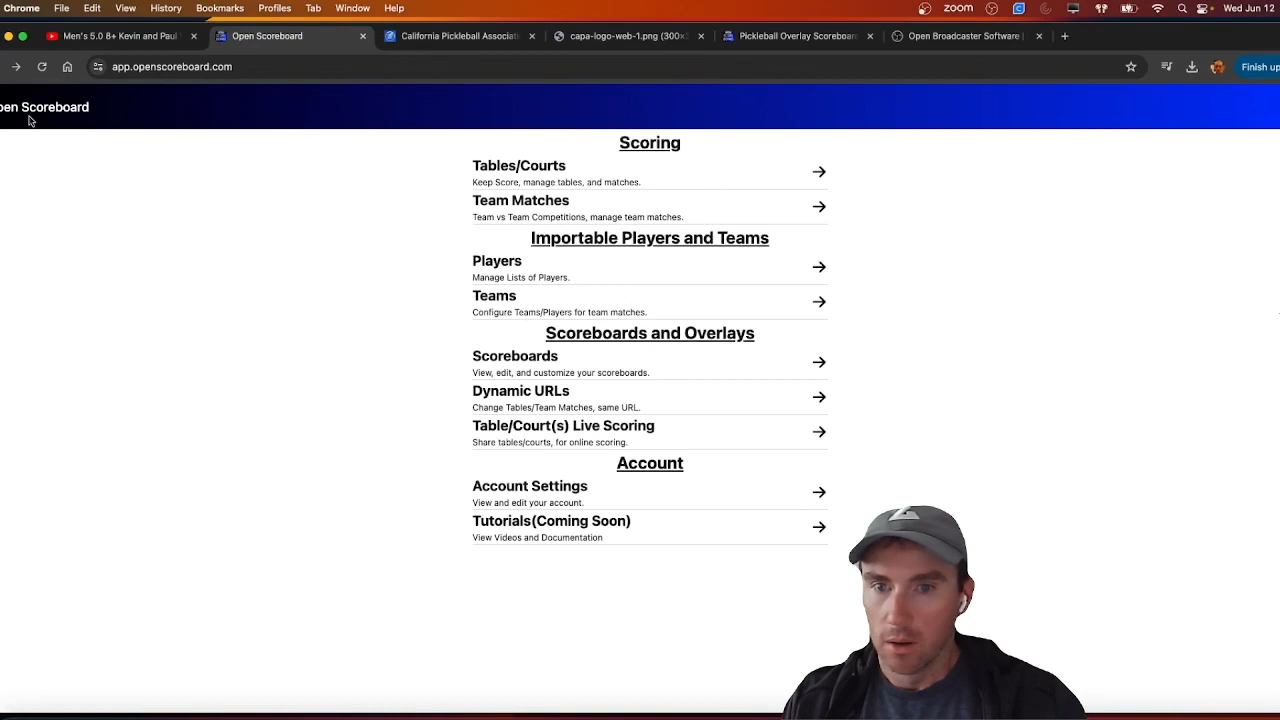 Chrome File Edit View History Bookmarks Profiles Tab Window Help zoom Wed Jun 12
Men's 5.0 8+ Kevin and Paul Open Scoreboard California Pickleball Associati capa-logo-web-1.png (300× Pickleball Overlay Scoreboard Open Broadcaster Software |
app.openscoreboard.com Finish up
pen Scoreboard
Scoring
Tables/Courts
Keep Score, manage tables, and matches.
Team Matches
Team vs Team Competitions, manage team matches.
Importable Players and Teams
Players
Manage Lists of Players.
Teams
Configure Teams/Players for team matches.
Scoreboards and Overlays
Scoreboards
View, edit, and customize your scoreboards.
Dynamic URLs
Change Tables/Team Matches, same URL.
Table/Court(s) Live Scoring
Share tables/courts, for online scoring.
Account
Account Settings
View and edit your account.
Tutorials(Coming Soon)
View Videos and Documentation